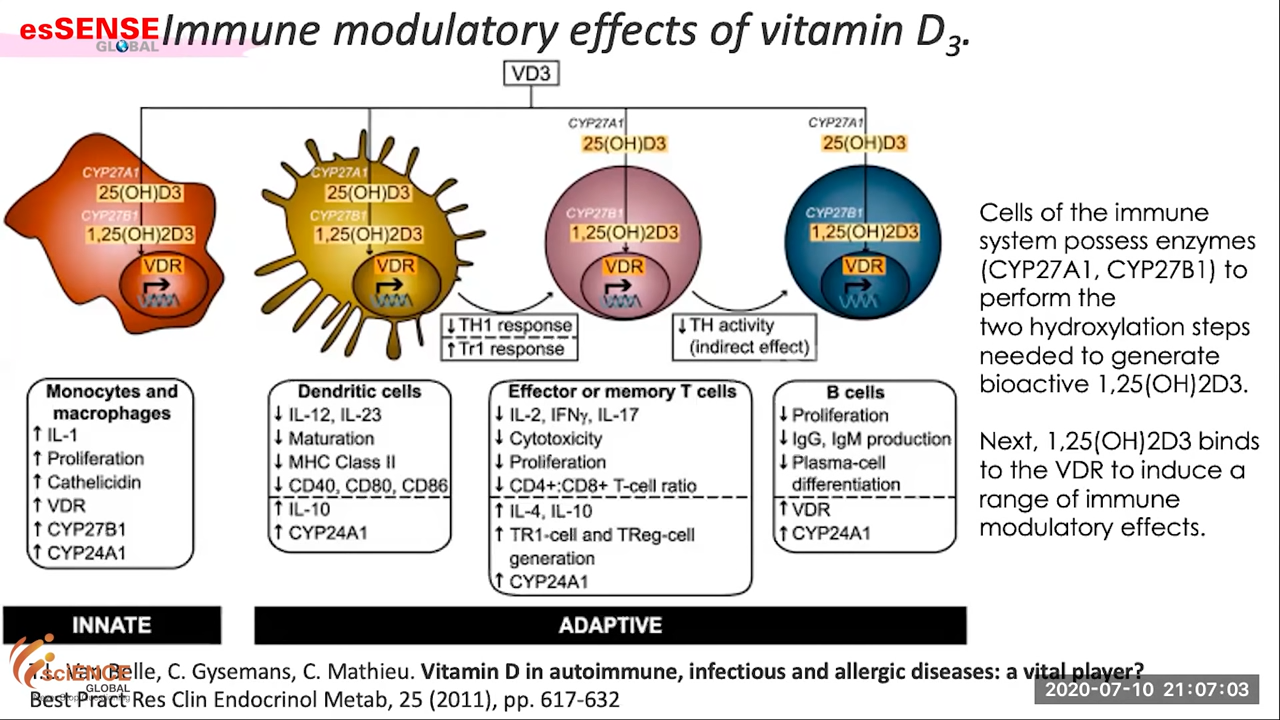 esSENSE
GLOBAL
Immune modulatory effects of vitamin D3.
VD3
CYP27A1
25(OH)D3
CYP27B1
1,25(OH)2D3
VDR
CYP27A1
25(OH)D3
CYP27B1
1,25(OH)2D3
VDR
CYP27A1
25(OH)D3
CYP27B1
1,25(OH)2D3
VDR
CYP27A1
25(OH)D3
CYP27B1
1,25(OH)2D3
VDR
↓ TH1 response
↑ Tr1 response
↓ TH activity
(indirect effect)
Monocytes and
macrophages
↑ IL-1
↑ Proliferation
↑ Cathelicidin
↑ VDR
↑ CYP27B1
↑ CYP24A1
Dendritic cells
↓ IL-12, IL-23
↓ Maturation
↓ MHC Class II
↓ CD40, CD80, CD86
↑ IL-10
↑ CYP24A1
Effector or memory T cells
↓ IL-2, IFNγ, IL-17
↓ Cytotoxicity
↓ Proliferation
↓ CD4+:CD8+ T-cell ratio
↑ IL-4, IL-10
↑ TR1-cell and TReg-cell
generation
↑ CYP24A1
B cells
↓ Proliferation
↓ IgG, IgM production
↓ Plasma-cell
differentiation
↑ VDR
↑ CYP24A1
Cells of the immune
system possess enzymes
(CYP27A1, CYP27B1) to
perform the
two hydroxylation steps
needed to generate
bioactive 1,25(OH)2D3.
Next, 1,25(OH)2D3 binds
to the VDR to induce a
range of immune
modulatory effects.
INNATE
ADAPTIVE
Belle, C. Gysemans, C. Mathieu. Vitamin D in autoimmune, infectious and allergic diseases: a vital player?
Best Pract Res Clin Endocrinol Metab, 25 (2011), pp. 617-632
scIENCE
GLOBAL
2020-07-10 21:07:03